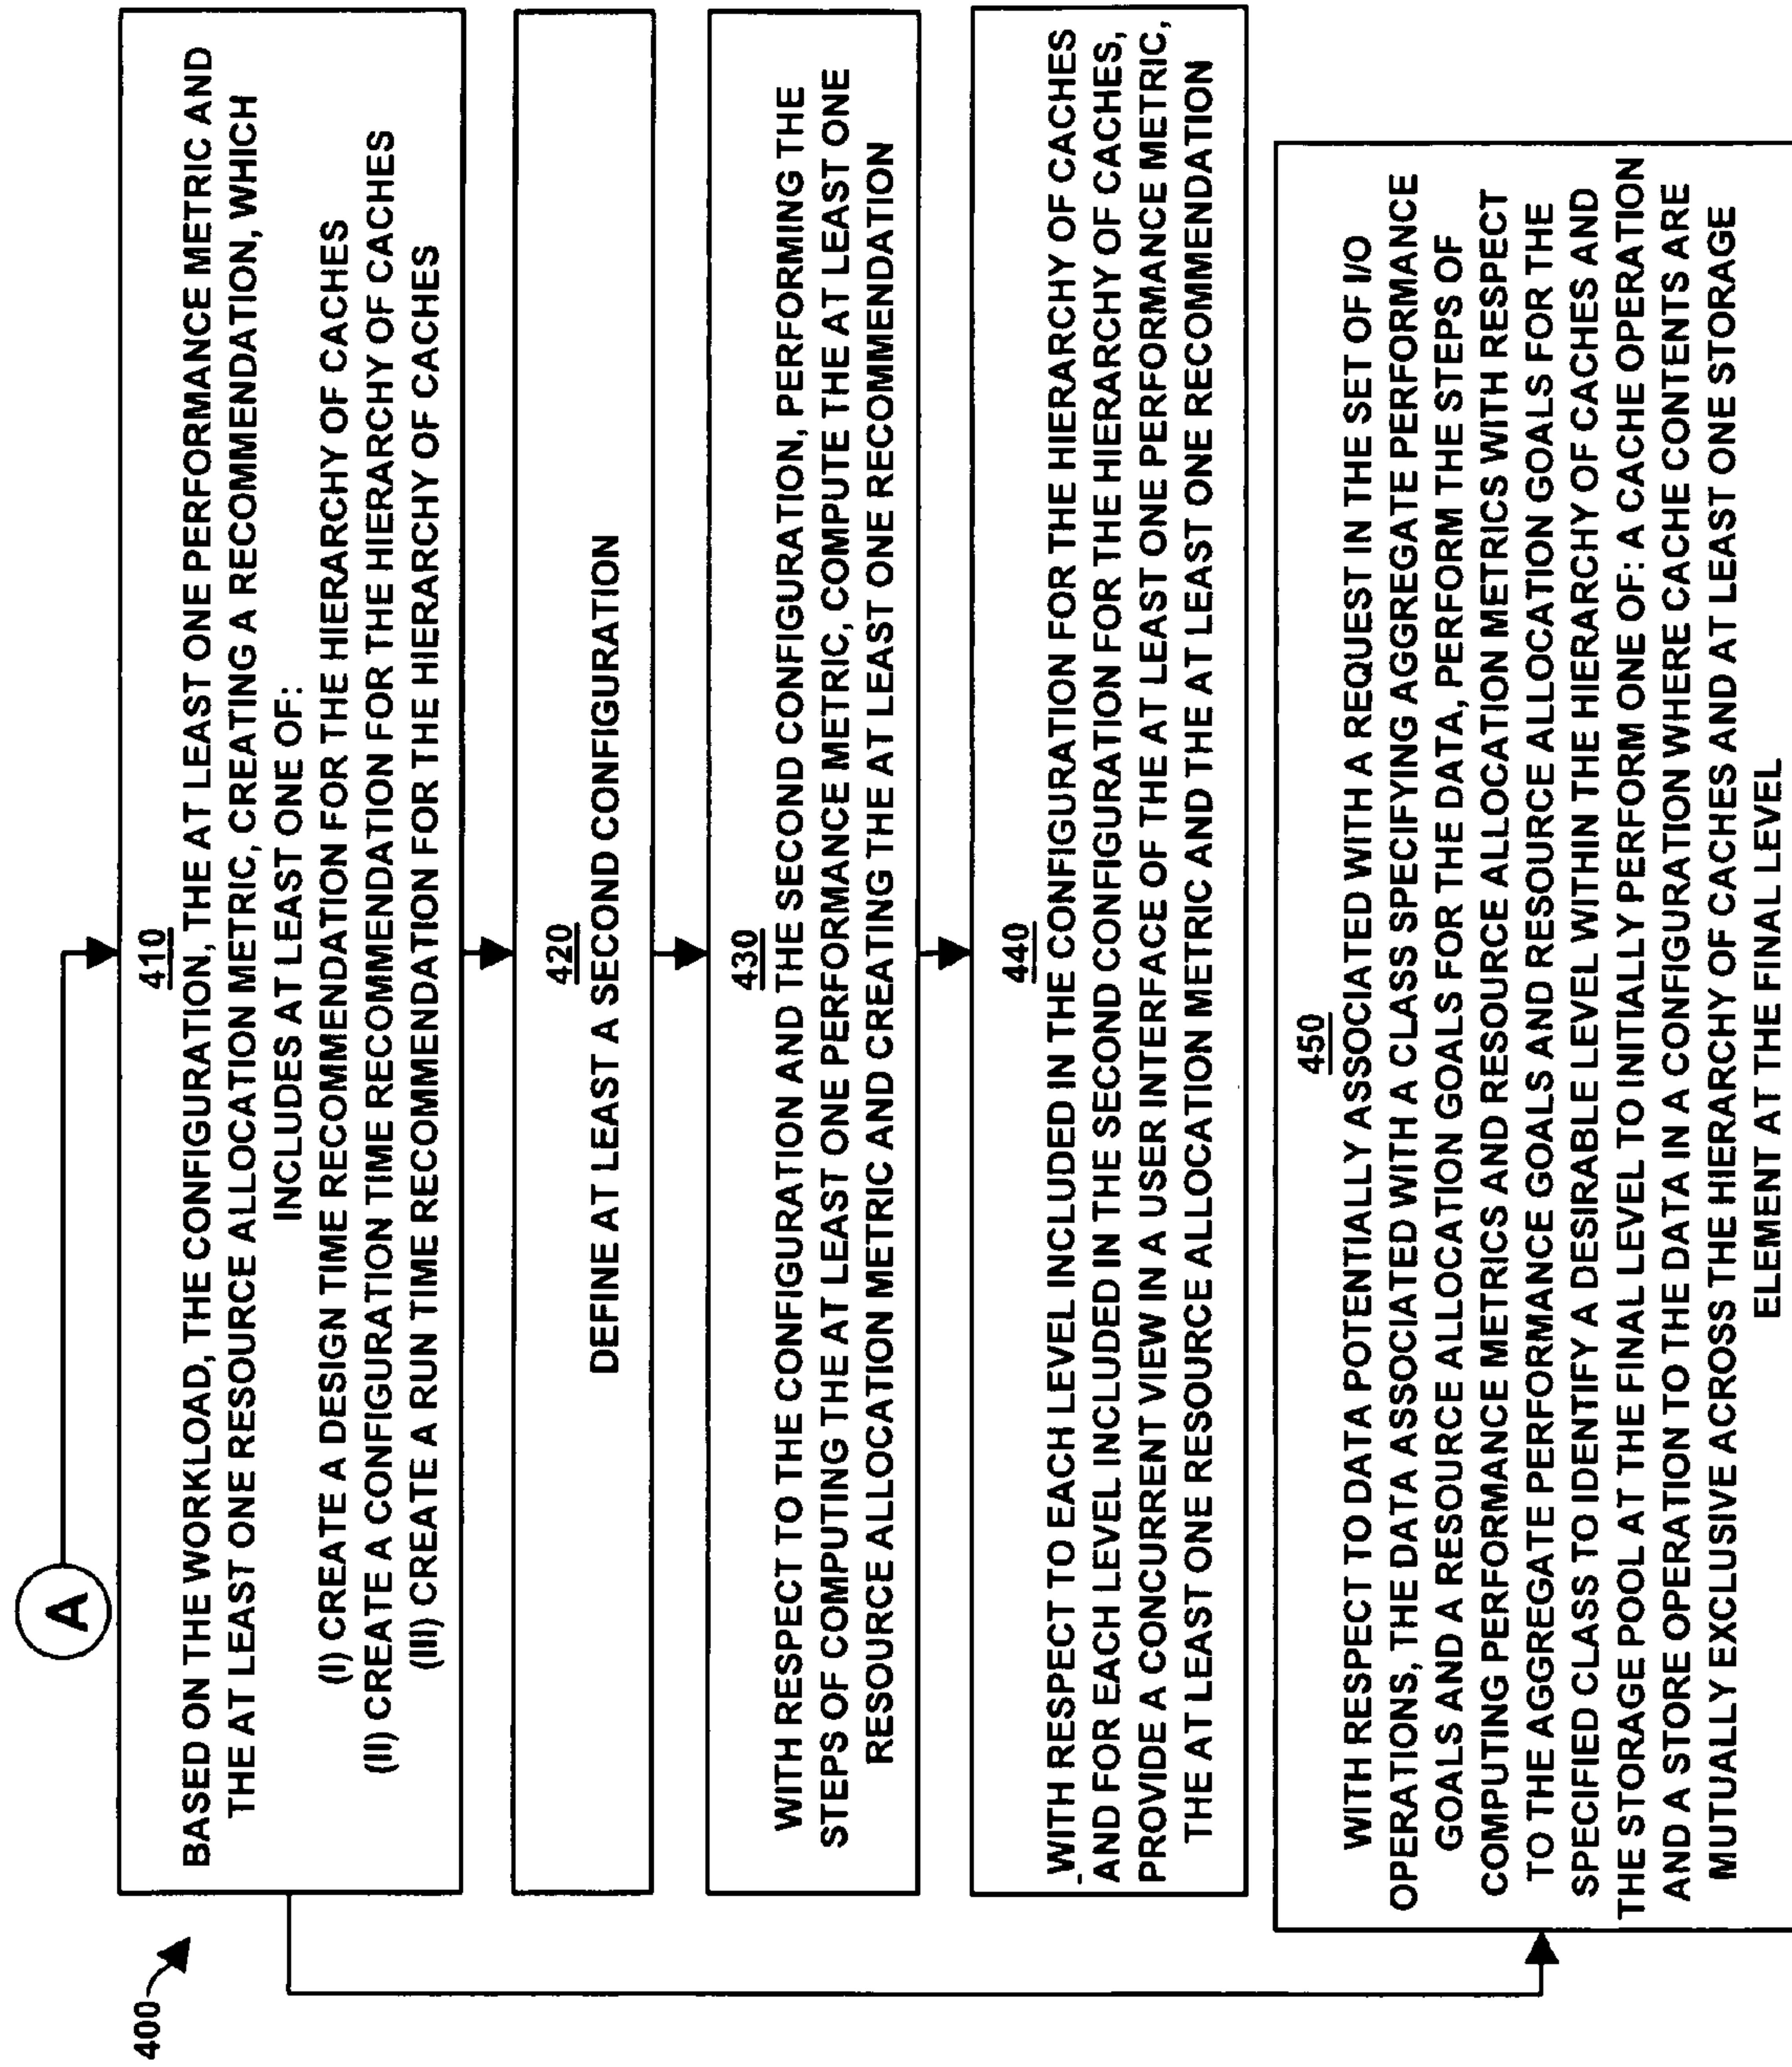 400
A
410
BASED ON THE WORKLOAD, THE CONFIGURATION, THE AT LEAST ONE PERFORMANCE METRIC AND
THE AT LEAST ONE RESOURCE ALLOCATION METRIC, CREATING A RECOMMENDATION, WHICH
INCLUDES AT LEAST ONE OF:
(I) CREATE A DESIGN TIME RECOMMENDATION FOR THE HIERARCHY OF CACHES
(II) CREATE A CONFIGURATION TIME RECOMMENDATION FOR THE HIERARCHY OF CACHES
(III) CREATE A RUN TIME RECOMMENDATION FOR THE HIERARCHY OF CACHES
420
DEFINE AT LEAST A SECOND CONFIGURATION
430
WITH RESPECT TO THE CONFIGURATION AND THE SECOND CONFIGURATION, PERFORMING THE
STEPS OF COMPUTING THE AT LEAST ONE PERFORMANCE METRIC, COMPUTE THE AT LEAST ONE
RESOURCE ALLOCATION METRIC AND CREATING THE AT LEAST ONE RECOMMENDATION
440
WITH RESPECT TO EACH LEVEL INCLUDED IN THE CONFIGURATION FOR THE HIERARCHY OF CACHES
AND FOR EACH LEVEL INCLUDED IN THE SECOND CONFIGURATION FOR THE HIERARCHY OF CACHES,
PROVIDE A CONCURRENT VIEW IN A USER INTERFACE OF THE AT LEAST ONE PERFORMANCE METRIC,
THE AT LEAST ONE RESOURCE ALLOCATION METRIC AND THE AT LEAST ONE RECOMMENDATION
450
WITH RESPECT TO DATA POTENTIALLY ASSOCIATED WITH A REQUEST IN THE SET OF I/O
OPERATIONS, THE DATA ASSOCIATED WITH A CLASS SPECIFYING AGGREGATE PERFORMANCE
GOALS AND A RESOURCE ALLOCATION GOALS FOR THE DATA, PERFORM THE STEPS OF
COMPUTING PERFORMANCE METRICS AND RESOURCE ALLOCATION METRICS WITH RESPECT
TO THE AGGREGATE PERFORMANCE GOALS AND RESOURCE ALLOCATION GOALS FOR THE
SPECIFIED CLASS TO IDENTIFY A DESIRABLE LEVEL WITHIN THE HIERARCHY OF CACHES AND
THE STORAGE POOL AT THE FINAL LEVEL TO INITIALLY PERFORM ONE OF: A CACHE OPERATION
AND A STORE OPERATION TO THE DATA IN A CONFIGURATION WHERE CACHE CONTENTS ARE
MUTUALLY EXCLUSIVE ACROSS THE HIERARCHY OF CACHES AND AT LEAST ONE STORAGE
ELEMENT AT THE FINAL LEVEL